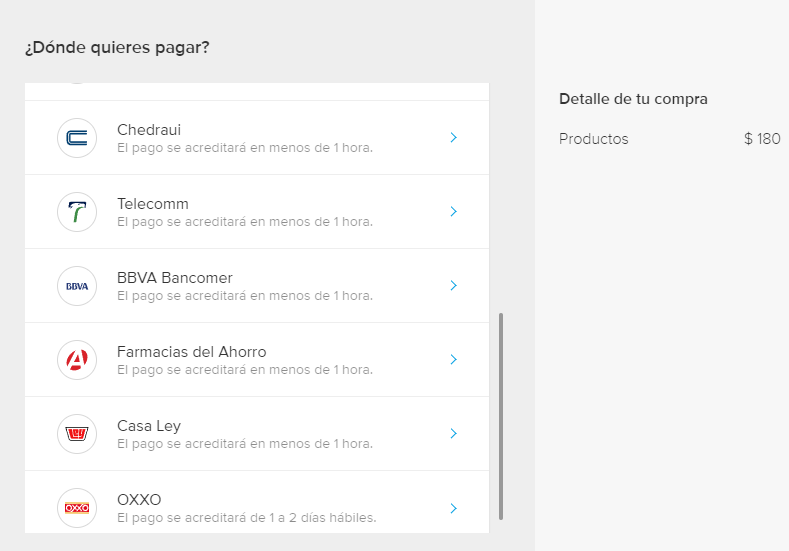 ¿Dónde quieres pagar?
Chedraui
El pago se acreditará en menos de 1 hora.
Telecomm
El pago se acreditará en menos de 1 hora.
BBVA
BBVA Bancomer
El pago se acreditará en menos de 1 hora.
Farmacias del Ahorro
El pago se acreditará en menos de 1 hora.
Ley
Casa Ley
El pago se acreditará en menos de 1 hora.
OXXO
OXXO
El pago se acreditará de 1 a 2 días hábiles.
Detalle de tu compra
Productos $ 180